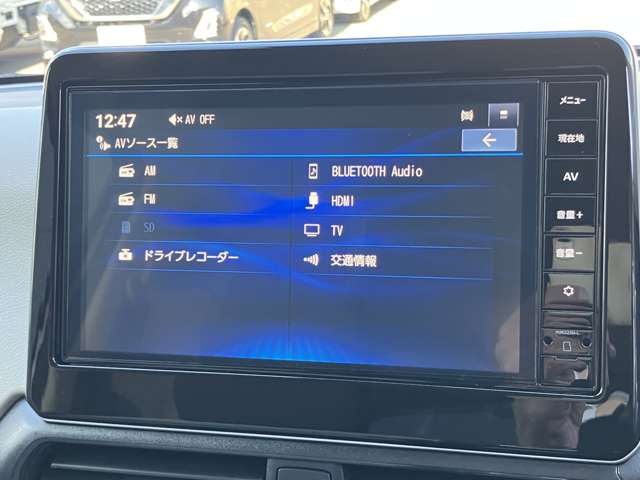 12:47
AV OFF
AVソース一覧
AM
FM
SD
ドライブレコーダー
BLUETOOTH Audio
HDMI
TV
交通情報
メニュー
現在地
AV
音量+
音量-